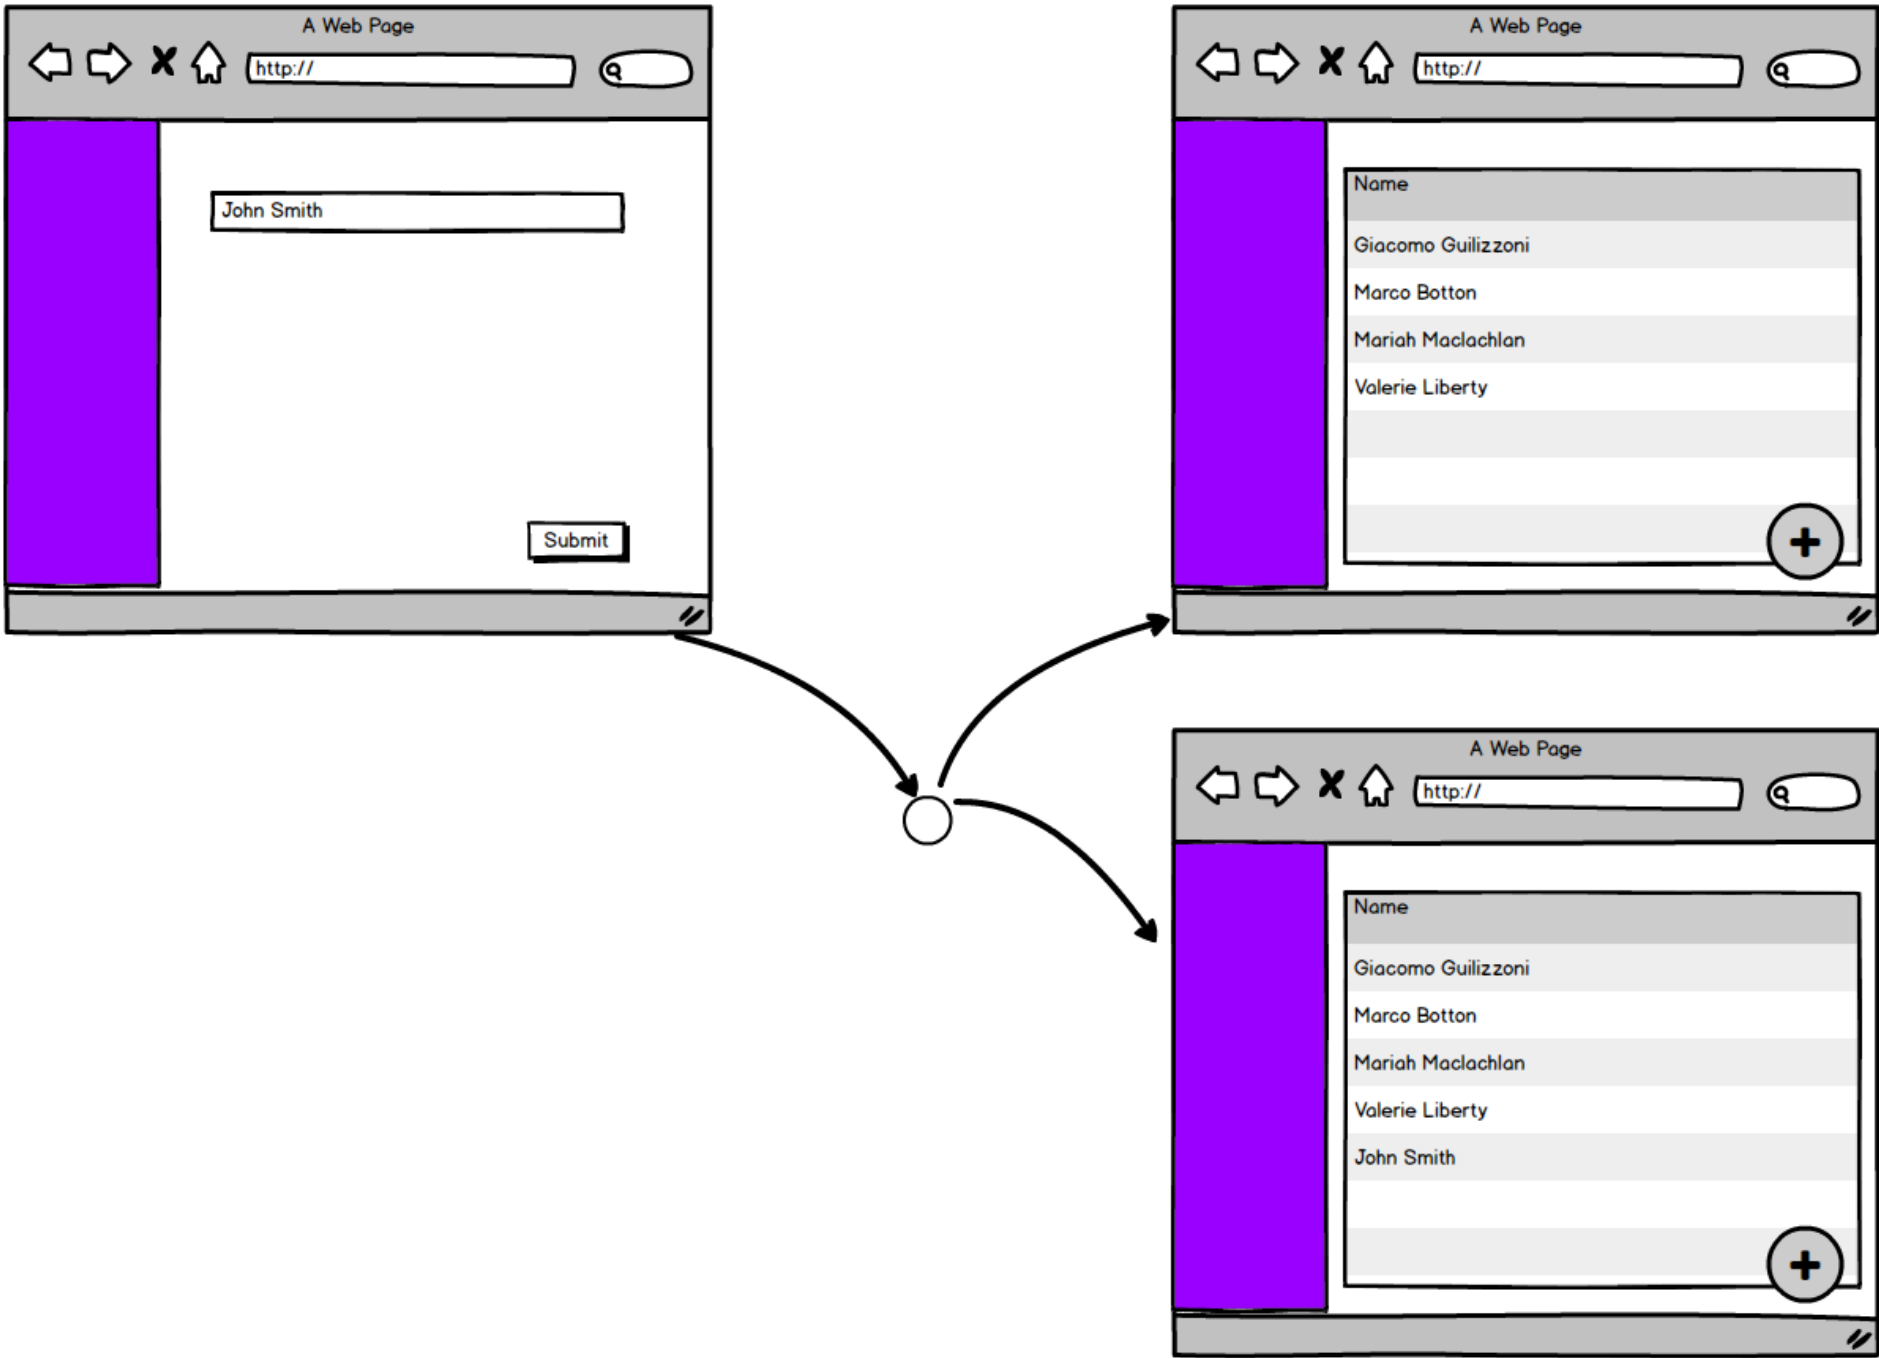 A Web Page
http://
John Smith
Submit
A Web Page
http://
Name
Giacomo Guilizzoni
Marco Botton
Mariah Maclachlan
Valerie Liberty
A Web Page
http://
Name
Giacomo Guilizzoni
Marco Botton
Mariah Maclachlan
Valerie Liberty
John Smith